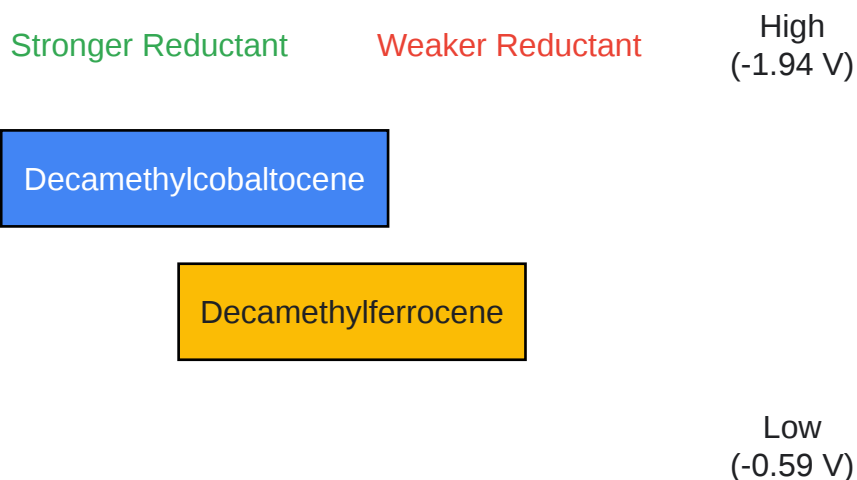 Stronger Reductant
Weaker Reductant
High
(-1.94 V)
Decamethylcobaltocene
Decamethylferrocene
Low
(-0.59 V)